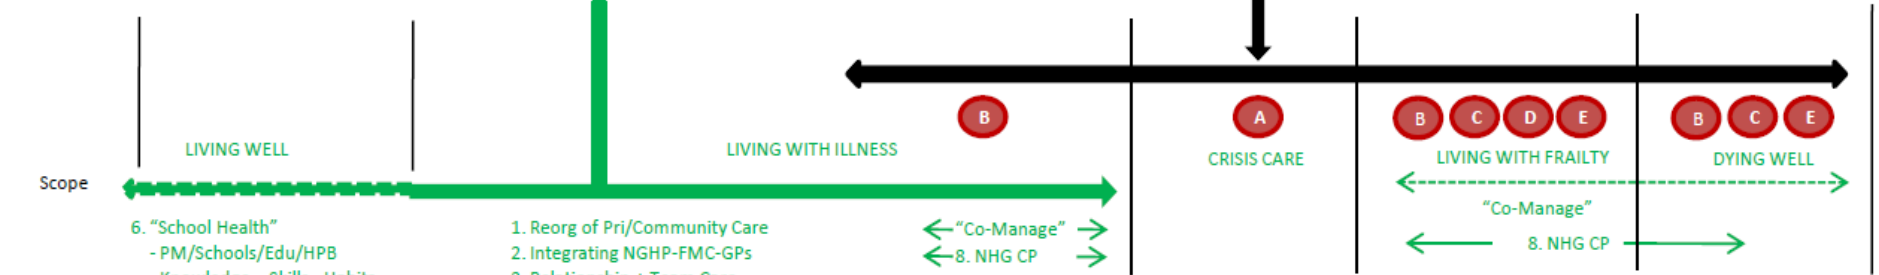 B
A
B C D E
B C E
LIVING WELL
LIVING WITH ILLNESS
CRISIS CARE
LIVING WITH FRAILTY
DYING WELL
Scope
6. “School Health”
- PM/Schools/Edu/HPB
1. Reorg of Pri/Community Care
2. Integrating NGHP-FMC-GPs
“Co-Manage”
8. NHG CP
“Co-Manage”
8. NHG CP